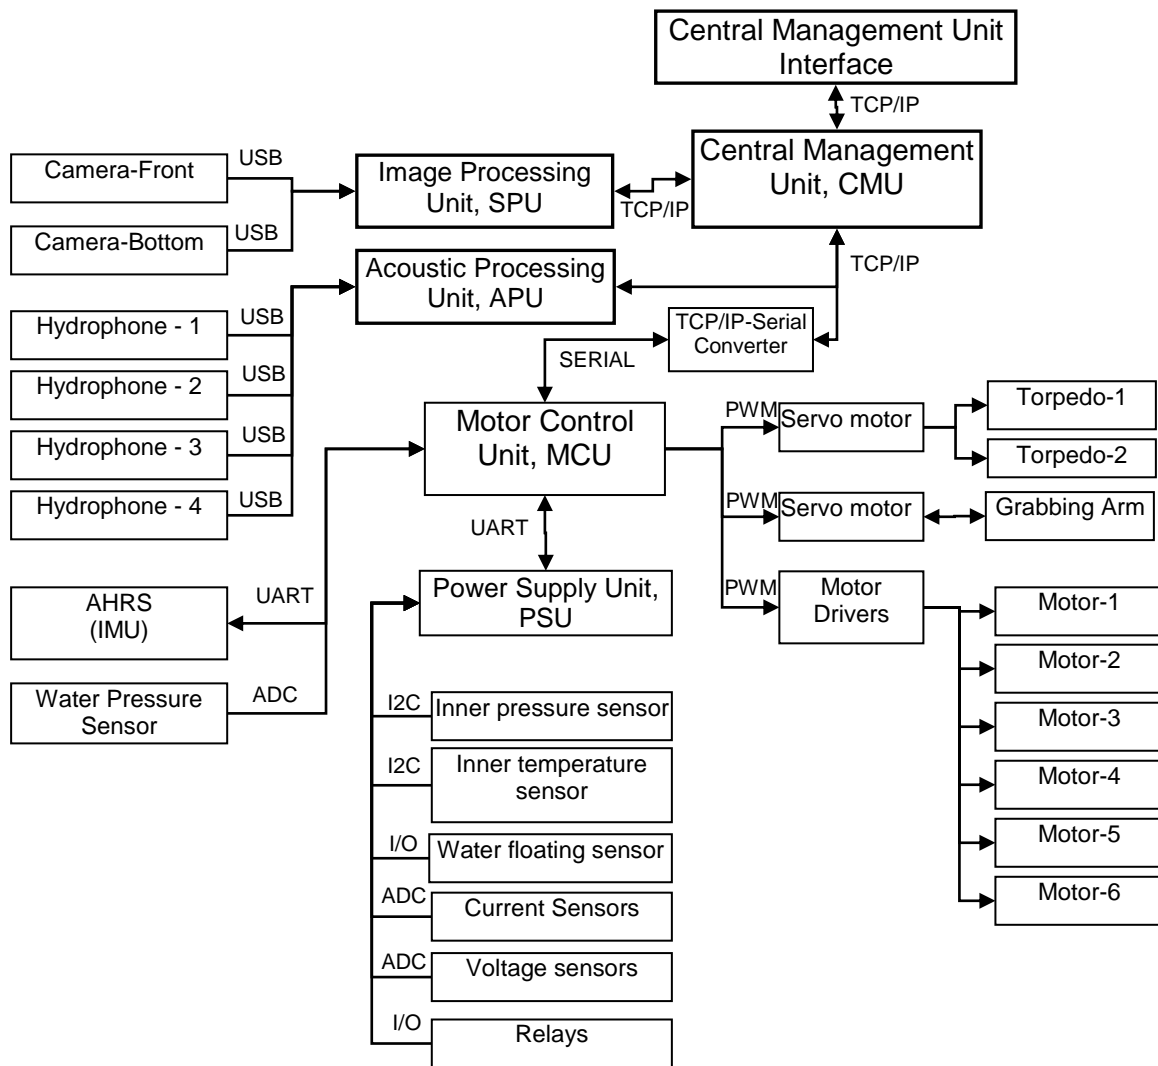 Central Management Unit
Interface
TCP/IP
Central Management
Unit, CMU
USB
Camera-Front
Image Processing
Unit, SPU
TCP/IP
USB
Camera-Bottom
Acoustic Processing
Unit, APU
TCP/IP
USB
Hydrophone - 1
TCP/IP-Serial
Converter
SERIAL
USB
Hydrophone - 2
USB
Hydrophone - 3
USB
Hydrophone - 4
Motor Control
Unit, MCU
PWM
Servo motor
Torpedo-1
Torpedo-2
PWM
Servo motor
Grabbing Arm
UART
UART
AHRS
(IMU)
Power Supply Unit,
PSU
PWM
Motor
Drivers
Motor-1
Motor-2
Motor-3
Motor-4
Motor-5
Motor-6
ADC
Water Pressure
Sensor
I2C
Inner pressure sensor
I2C
Inner temperature
sensor
I/O
Water floating sensor
ADC
Current Sensors
ADC
Voltage sensors
I/O
Relays